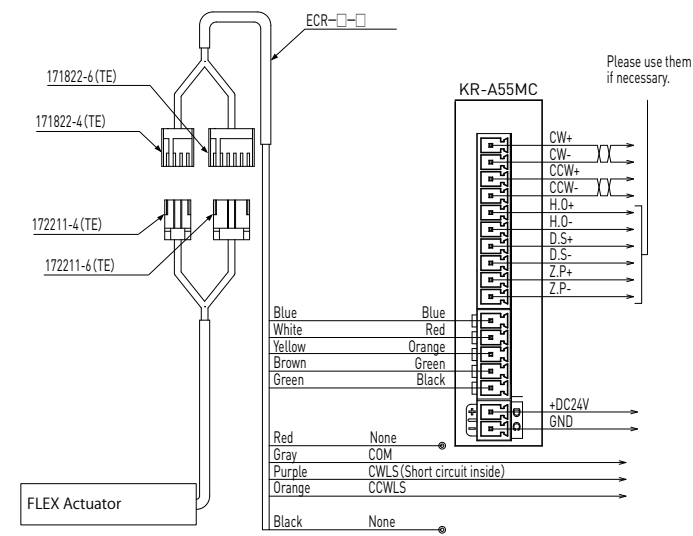 ECR-□-□
171822-6(TE)
171822-4(TE)
172211-4(TE)
172211-6(TE)
FLEX Actuator
KR-A55MC
Please use them
if necessary.
CW+
CW-
CCW+
CCW-
H.O+
H.O-
D.S+
D.S-
Z.P+
Z.P-
Blue Blue
White Red
Yellow Orange
Brown Green
Green Black
+ D +DC24V
- C GND
Red None
Gray COM
Purple CWLS(Short circuit inside)
Orange CCWLS
Black None